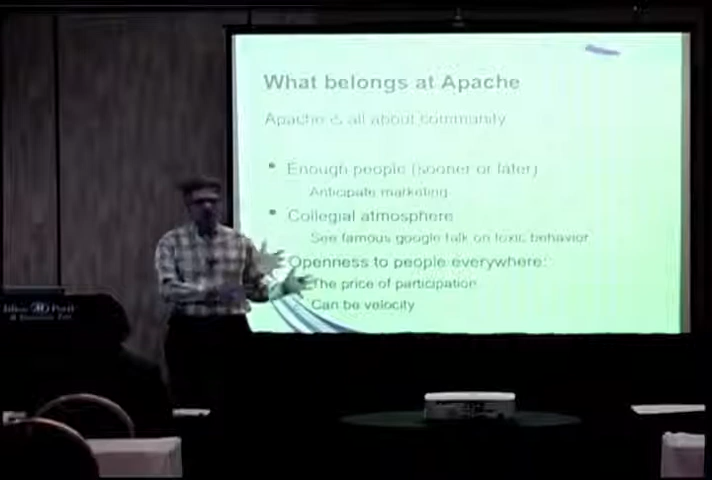 What belongs at Apache
Apache is all about community
• Enough people (sooner or later)
Anticipate marketing
• Collegial atmosphere
See famous google talk on toxic behavior
Openness to people everywhere:
The price of participation
Can be velocity